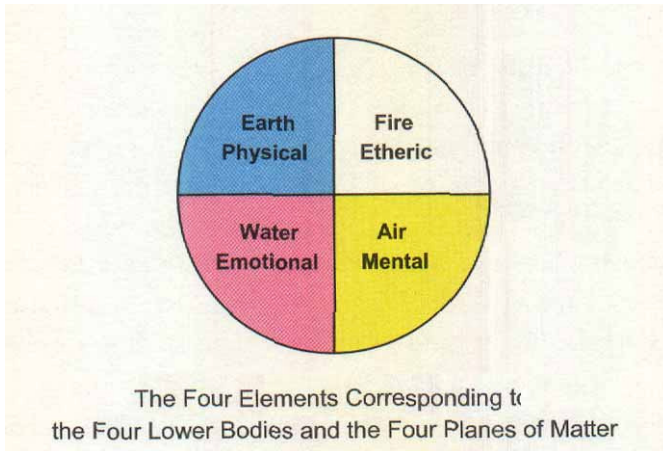 Earth
Physical
Fire
Etheric
Water
Emotional
Air
Mental
The Four Elements Corresponding to
the Four Lower Bodies and the Four Planes of Matter